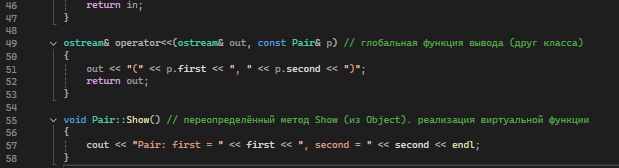 46 return in;
47 }
48
49 ostream& operator<<(ostream& out, const Pair& p) // глобальная функция вывода (друг класса)
50 {
51 out << "(" << p.first << ", " << p.second << ")";
52 return out;
53 }
54
55 void Pair::Show() // переопределённый метод Show (из Object). реализация виртуальной функции
56 {
57 cout << "Pair: first = " << first << ", second = " << second << endl;
58 }